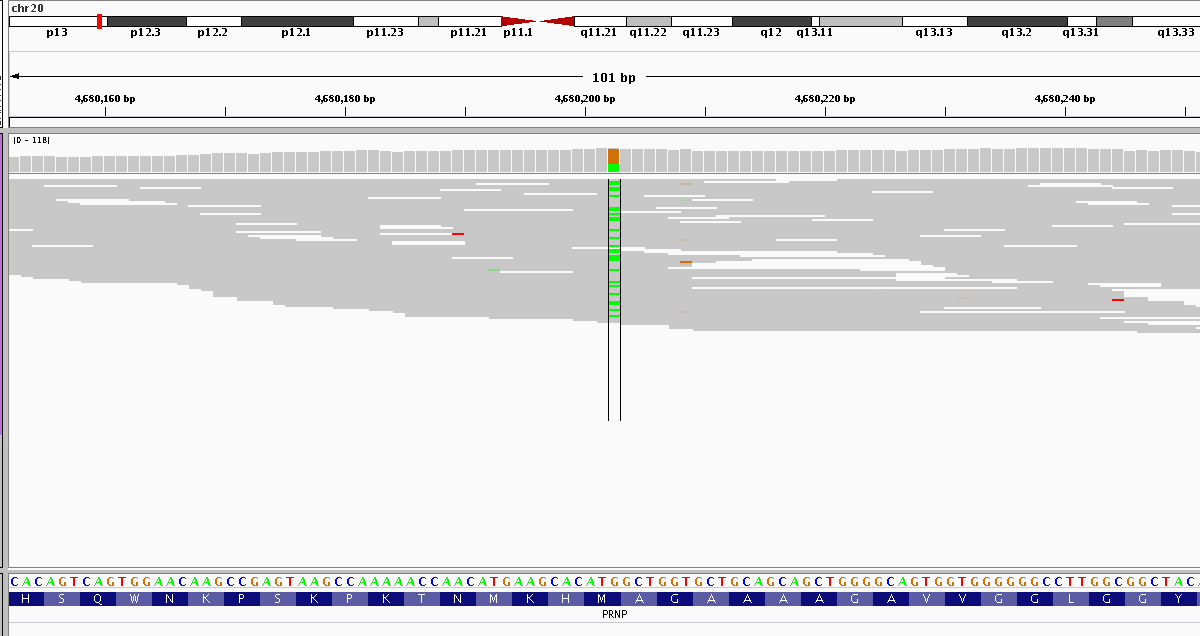 chr20
p13 p12.3 p12.2 p12.1 p11.23 p11.21 p11.1 q11.21 q11.22 q11.23 q12 q13.11 q13.13 q13.2 q13.31 q13.33
101 bp
4,680,160 bp 4,680,180 bp 4,680,200 bp 4,680,220 bp 4,680,240 bp
[0 - 118]
CACAGTCAGTGGAACAAGCCGAGTAAGCCAAAAACCAACATGAAGCACATGGCTGGTGCTGCAGCAGCTGGGGCAGTGGTGGGGGGCCTTGGCGGCTAC
H S Q W N K P S K P K T N M K H M A G A A A A G A V V G G L G G Y
PRNP